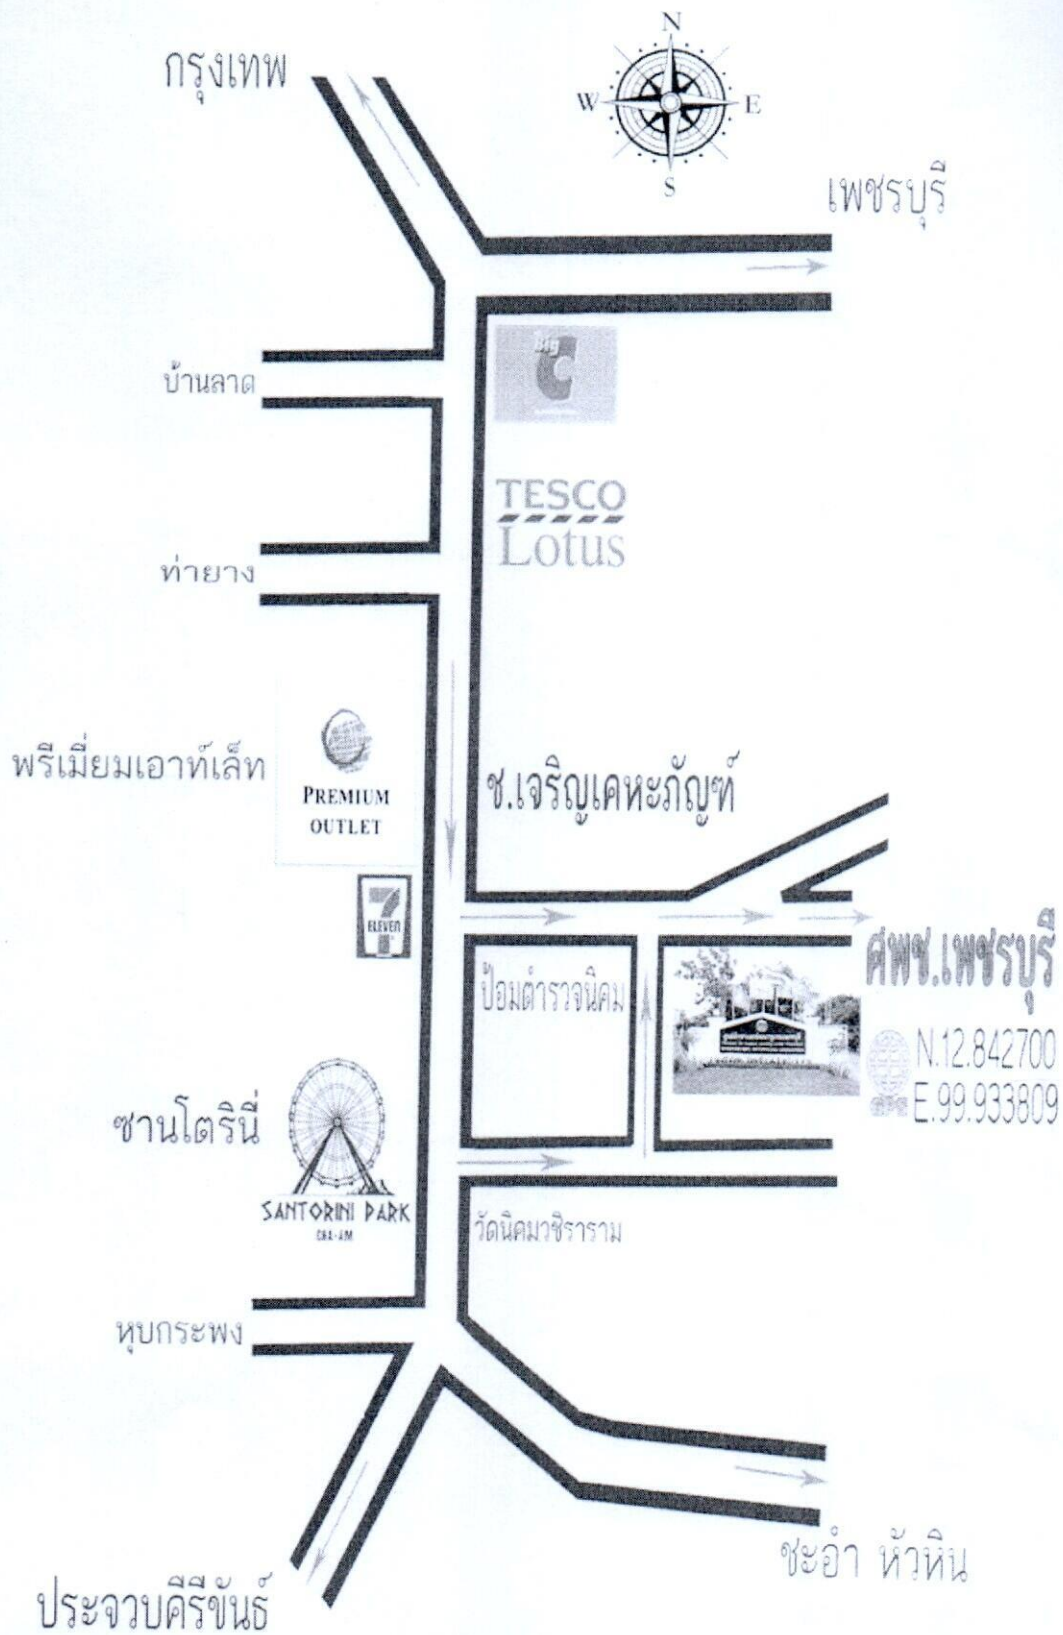 N
กรุงเทพ
W
E
S
เพชรบุรี
Big
C
บ้านลาด
TESCO
Lotus
ท่ายาง
พรีเมี่ยมเอาท์เล็ท
PREMIUM
OUTLET
ช.เจริญเคหะภัญฑ์
7
ELEVEN
ศพช.เพชรบุรี
ป้อมตำรวจนิคม
N.12.842700
E.99.933809
ซานโตรินี่
SANTORINI PARK
CHA-AM
วัดนิคมวชิราราม
หุบกระพง
ชะอำ หัวหิน
ประจวบคีรีขันธ์